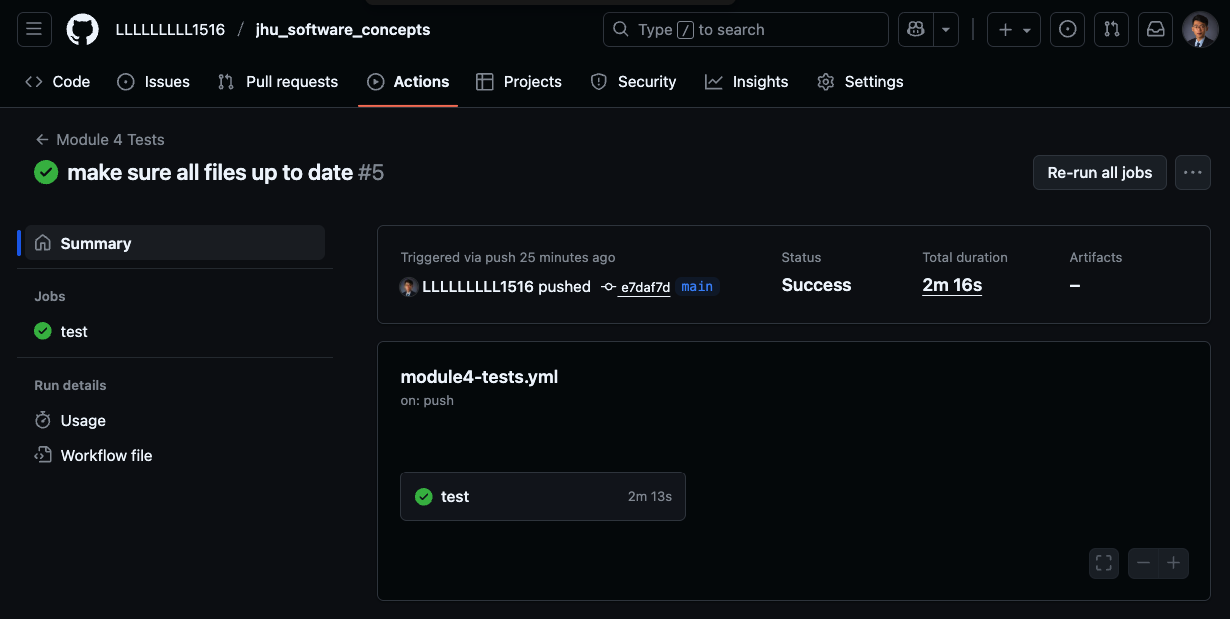 LLLLLLLLL1516 / jhu_software_concepts
Type / to search
Code Issues Pull requests Actions Projects Security Insights Settings
← Module 4 Tests
make sure all files up to date #5
Re-run all jobs
Summary
Jobs
test
Run details
Usage
Workflow file
Triggered via push 25 minutes ago
LLLLLLLLL1516 pushed e7daf7d main
Status
Success
Total duration
2m 16s
Artifacts
–
module4-tests.yml
on: push
test 2m 13s